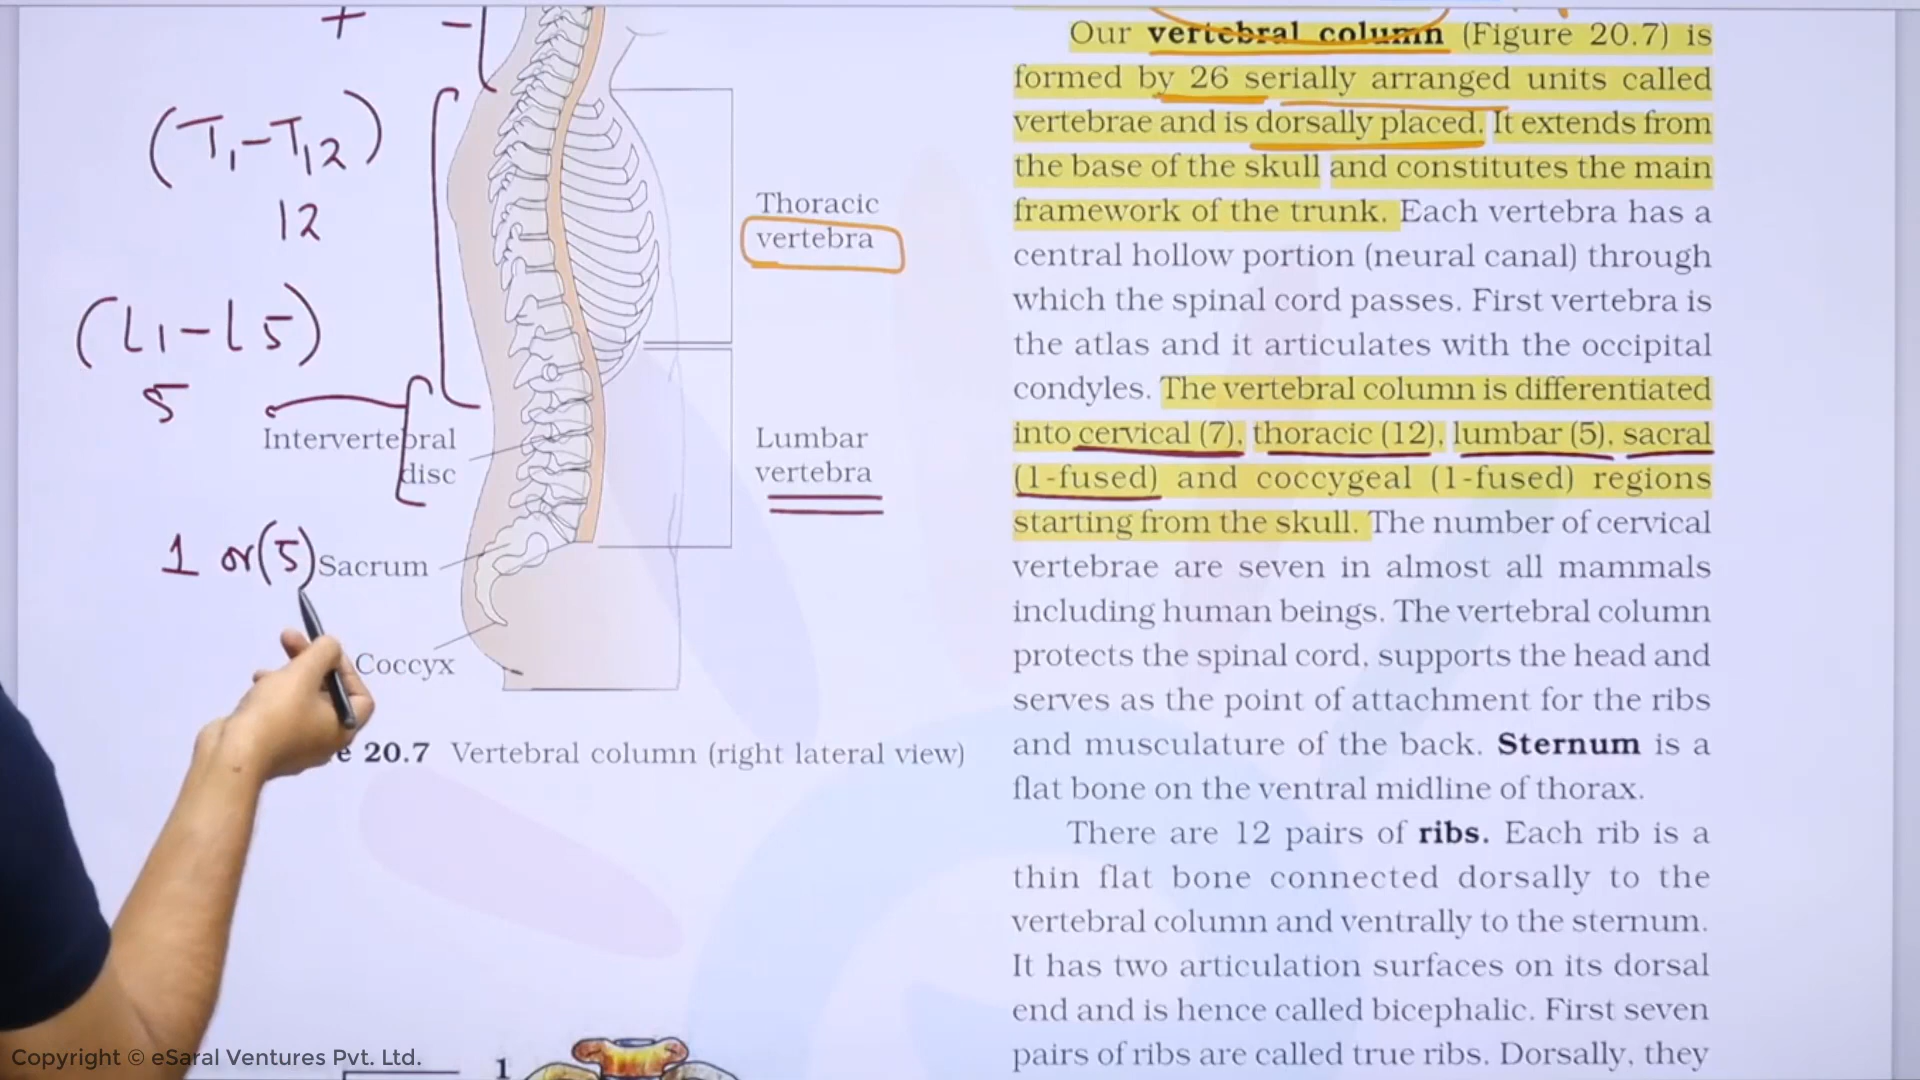 + -
(T1-T12)
12
(L1-L5)
5
Thoracic
vertebra
Intervertebral
disc
Lumbar
vertebra
1 or (5)
Sacrum
Coccyx
e 20.7 Vertebral column (right lateral view)
Our vertebral column (Figure 20.7) is
formed by 26 serially arranged units called
vertebrae and is dorsally placed. It extends from
the base of the skull and constitutes the main
framework of the trunk. Each vertebra has a
central hollow portion (neural canal) through
which the spinal cord passes. First vertebra is
the atlas and it articulates with the occipital
condyles. The vertebral column is differentiated
into cervical (7), thoracic (12), lumbar (5), sacral
(1-fused) and coccygeal (1-fused) regions
starting from the skull. The number of cervical
vertebrae are seven in almost all mammals
including human beings. The vertebral column
protects the spinal cord, supports the head and
serves as the point of attachment for the ribs
and musculature of the back. Sternum is a
flat bone on the ventral midline of thorax.
There are 12 pairs of ribs. Each rib is a
thin flat bone connected dorsally to the
vertebral column and ventrally to the sternum.
It has two articulation surfaces on its dorsal
end and is hence called bicephalic. First seven
pairs of ribs are called true ribs. Dorsally, they
1
Copyright © eSaral Ventures Pvt. Ltd.